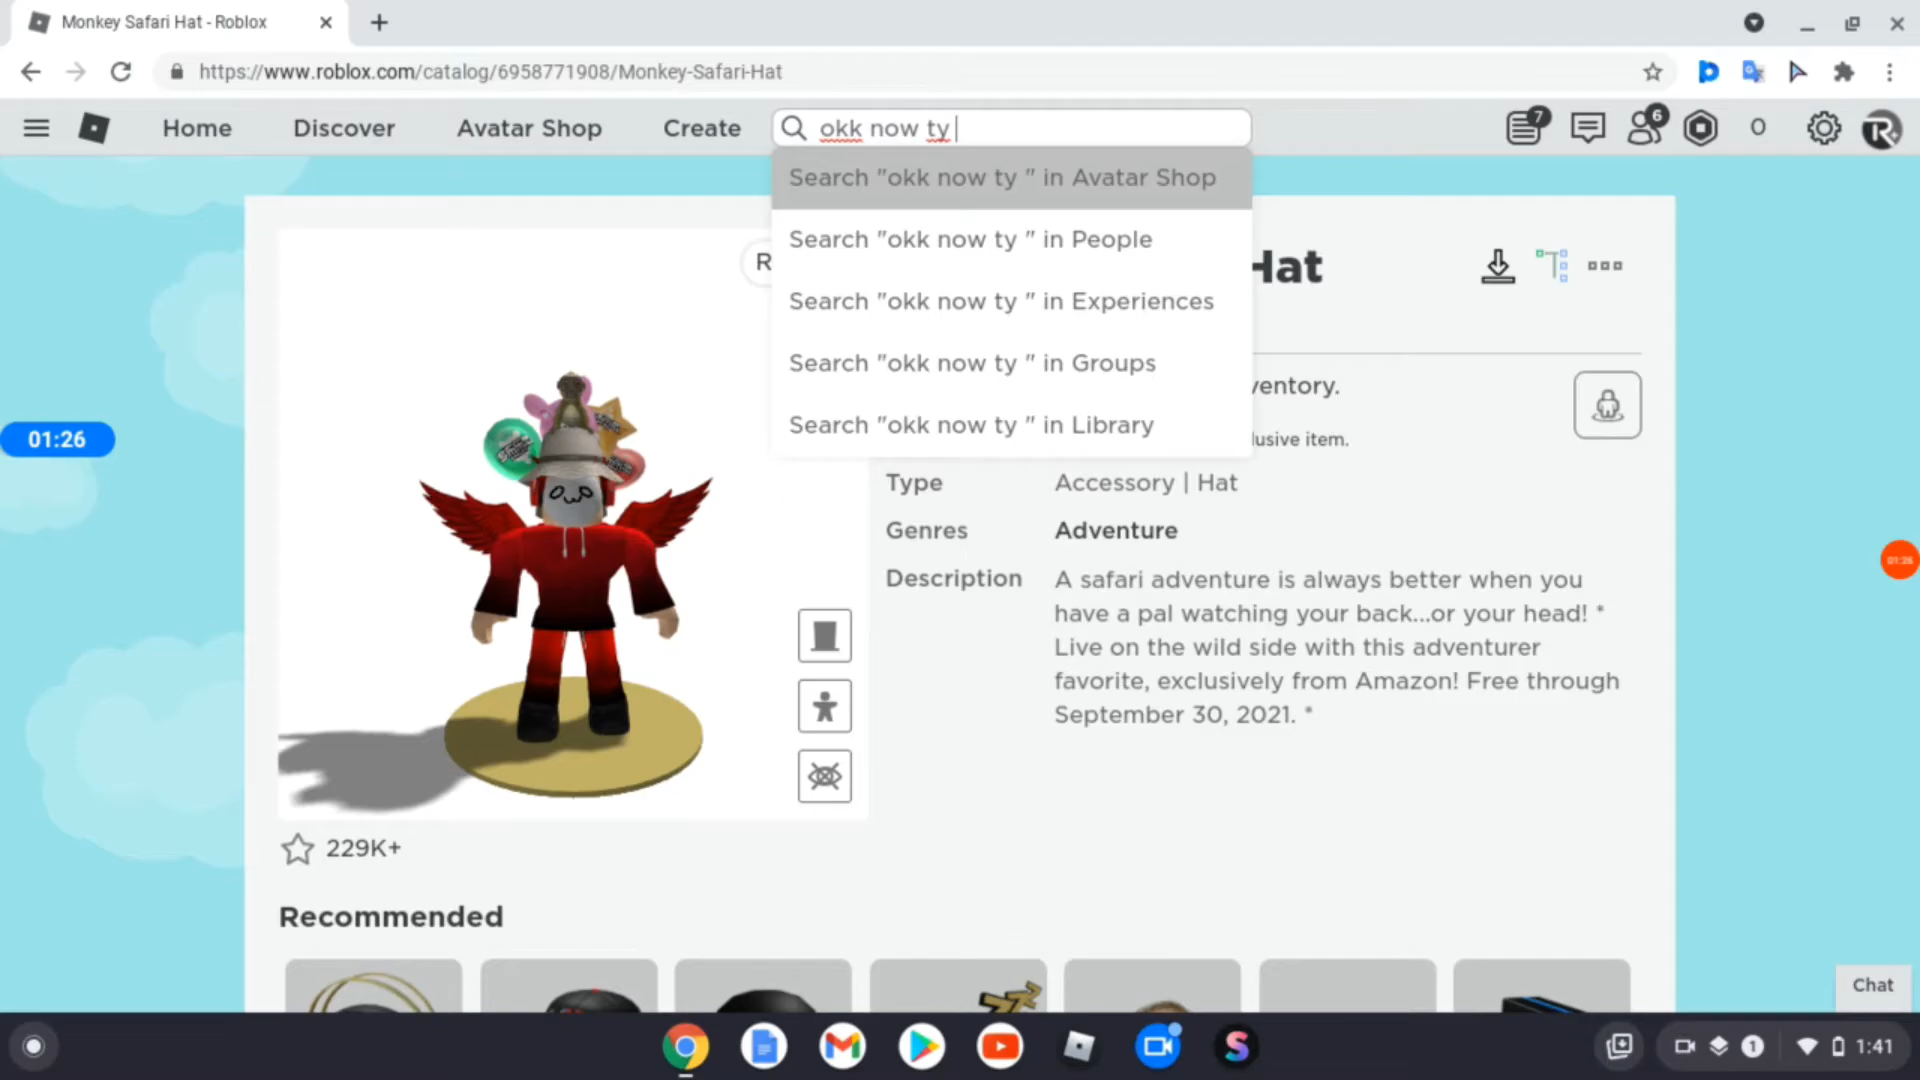 Monkey Safari Hat - Roblox
https://www.roblox.com/catalog/6958771908/Monkey-Safari-Hat
Home Discover Avatar Shop Create okk now ty 7 6 0
Search "okk now ty " in Avatar Shop
Search "okk now ty " in People
Search "okk now ty " in Experiences
Search "okk now ty " in Groups
Search "okk now ty " in Library
R
Hat
ventory.
lusive item.
01:26
Type Accessory | Hat
Genres Adventure
01:26
Description A safari adventure is always better when you
have a pal watching your back...or your head! *
Live on the wild side with this adventurer
favorite, exclusively from Amazon! Free through
September 30, 2021. *
229K+
Recommended
Chat
1 1:41